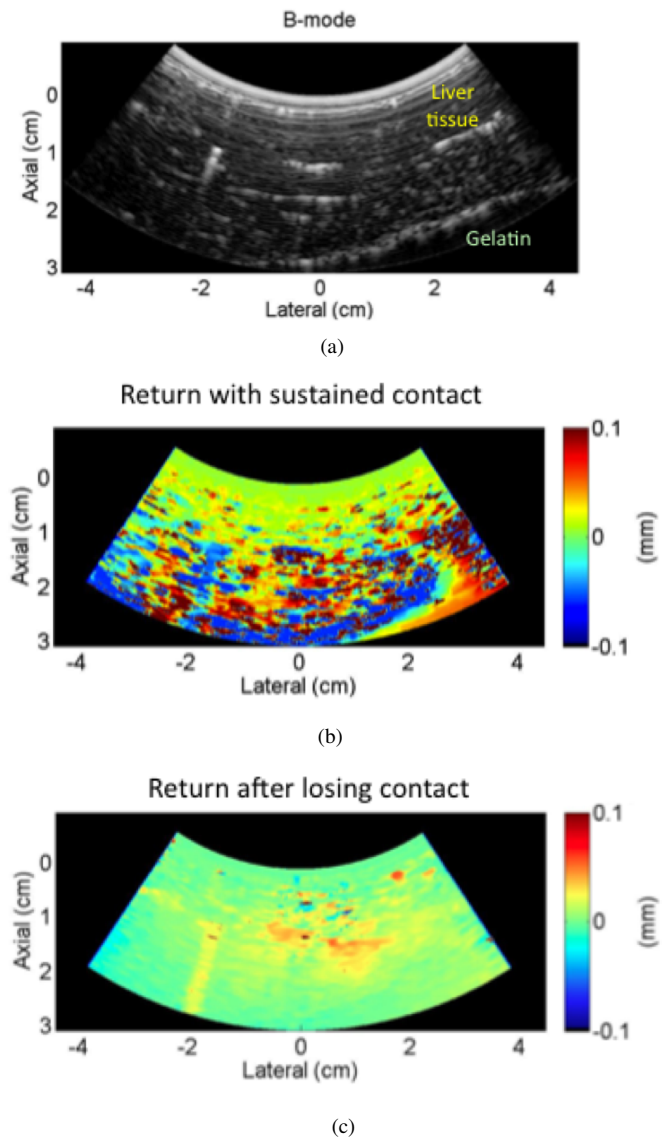 B-mode
Liver
tissue
Gelatin
0
1
2
3
Axial (cm)
-4
-2
0
2
4
Lateral (cm)
(a)
Return with sustained contact
0
1
2
3
Axial (cm)
-4
-2
0
2
4
Lateral (cm)
0.1
0
-0.1
(mm)
(b)
Return after losing contact
0
1
2
3
Axial (cm)
-4
-2
0
2
4
Lateral (cm)
0.1
0
-0.1
(mm)
(c)